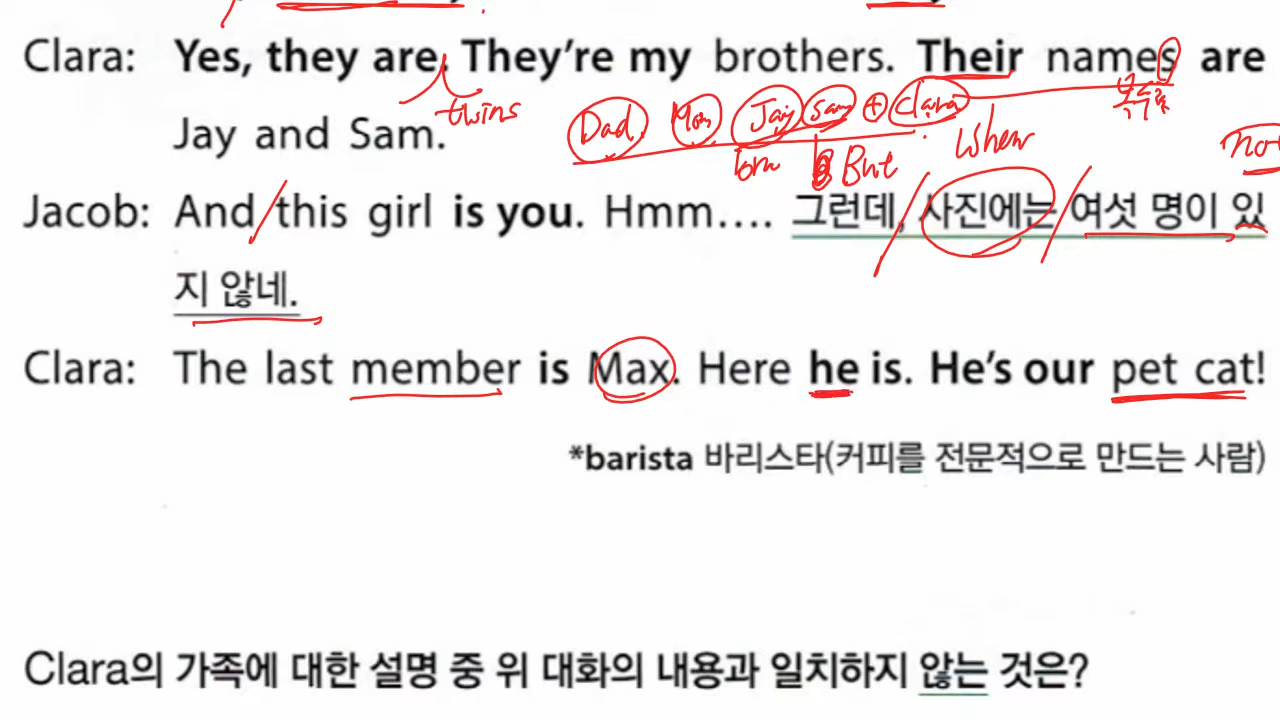 Clara: Yes, they are. They're my brothers. Their names are
twins
Dad Mom Jay Sam + Clara
Jay and Sam.
But when
not
Jacob: And this girl is you. Hmm…. 그런데, 사진에는 여섯 명이 있
지 않네.
Clara: The last member is Max. Here he is. He's our pet cat!
*barista 바리스타(커피를 전문적으로 만드는 사람)
Clara의 가족에 대한 설명 중 위 대화의 내용과 일치하지 않는 것은?